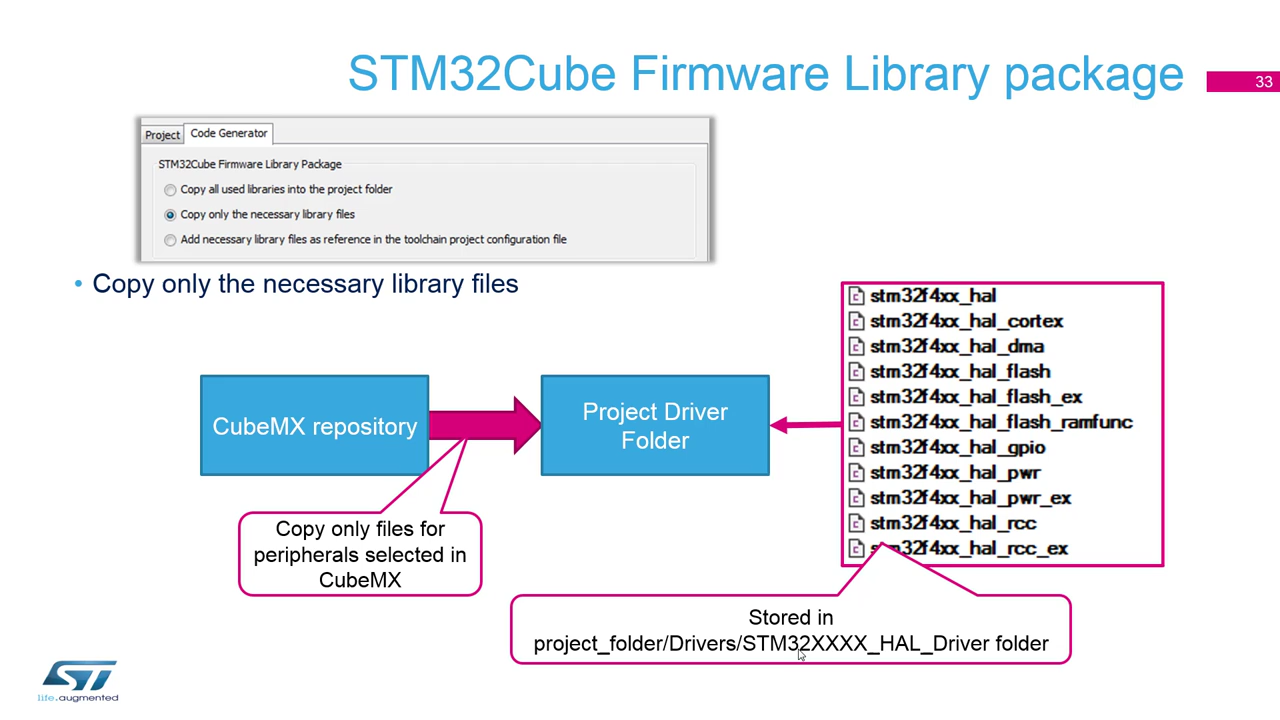 STM32Cube Firmware Library package
33
Project
Code Generator
STM32Cube Firmware Library Package
Copy all used libraries into the project folder
Copy only the necessary library files
Add necessary library files as reference in the toolchain project configuration file
• Copy only the necessary library files
CubeMX repository
Project Driver
Folder
stm32f4xx_hal
stm32f4xx_hal_cortex
stm32f4xx_hal_dma
stm32f4xx_hal_flash
stm32f4xx_hal_flash_ex
stm32f4xx_hal_flash_ramfunc
stm32f4xx_hal_gpio
stm32f4xx_hal_pwr
stm32f4xx_hal_pwr_ex
stm32f4xx_hal_rcc
stm32f4xx_hal_rcc_ex
Copy only files for
peripherals selected in
CubeMX
Stored in
project_folder/Drivers/STM32XXXX_HAL_Driver folder
ST
life.augmented